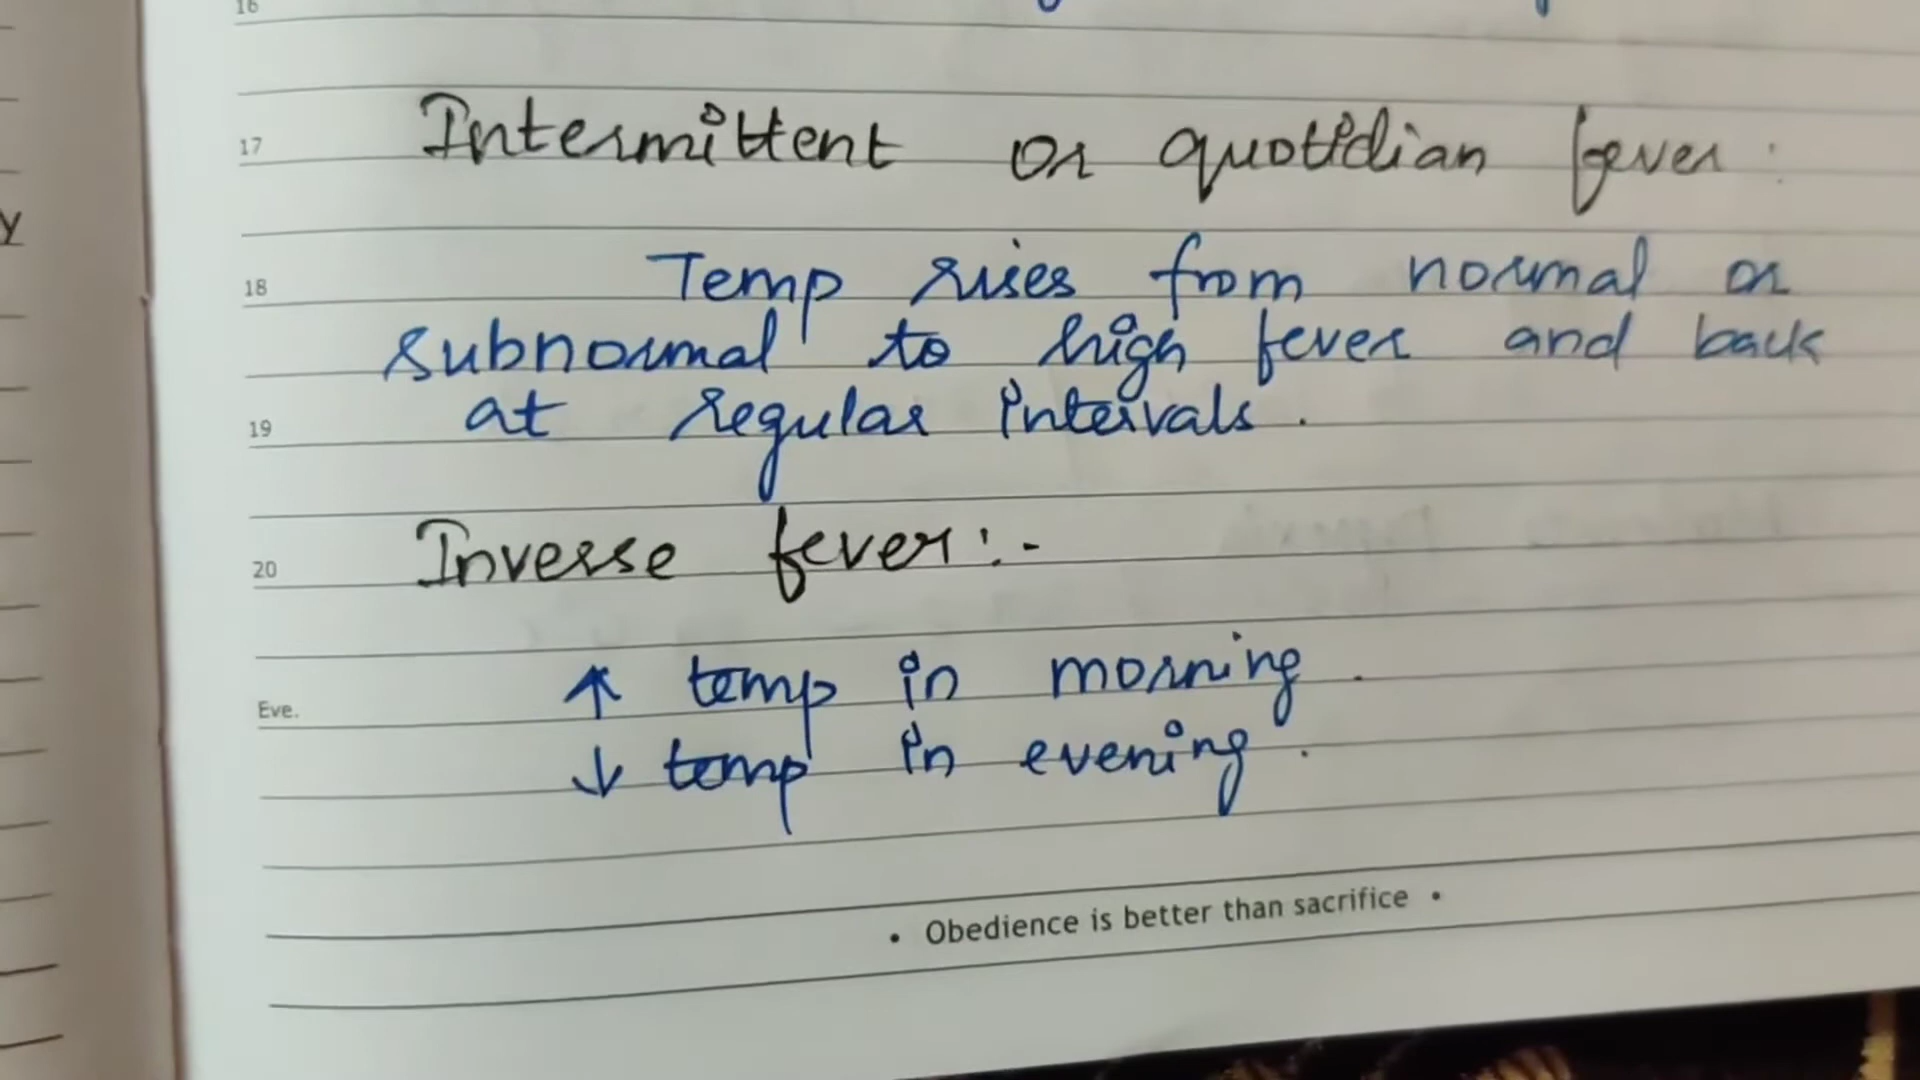 16
17 Intermittent or quotidian fever:
18 Temp rises from normal or
subnormal to high fever and back
19 at regular intervals.
20 Inverse fever:-
Eve. ↑ temp in morning.
↓ temp in evening.
• Obedience is better than sacrifice •
y